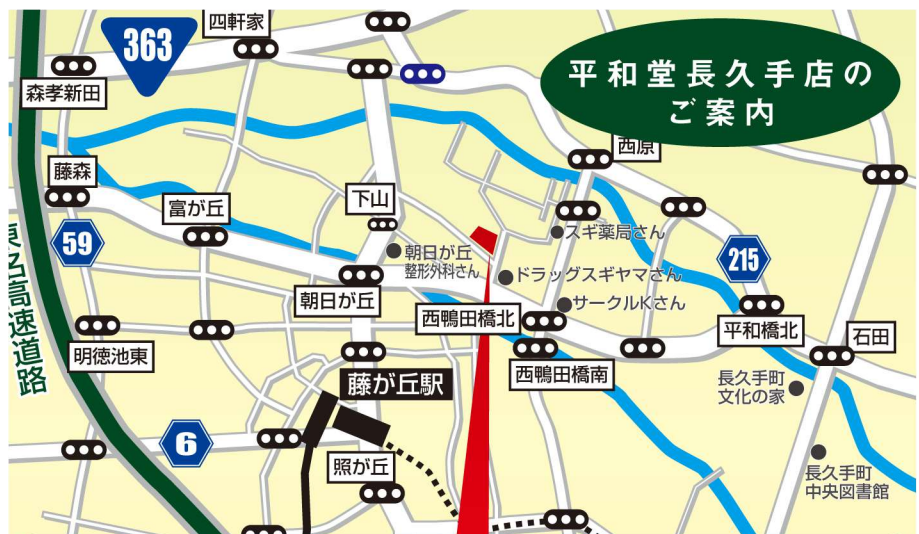 四軒家
363
森孝新田
平和堂長久手店の
ご案内
西原
藤森
富が丘
下山
スギ薬局さん
59
朝日が丘
整形外科さん
215
ドラッグスギヤマさん
朝日が丘
サークルKさん
西鴨田橋北
平和橋北
石田
明徳池東
西鴨田橋南
東名高速道路
藤が丘駅
長久手町
文化の家
6
照が丘
長久手町
中央図書館